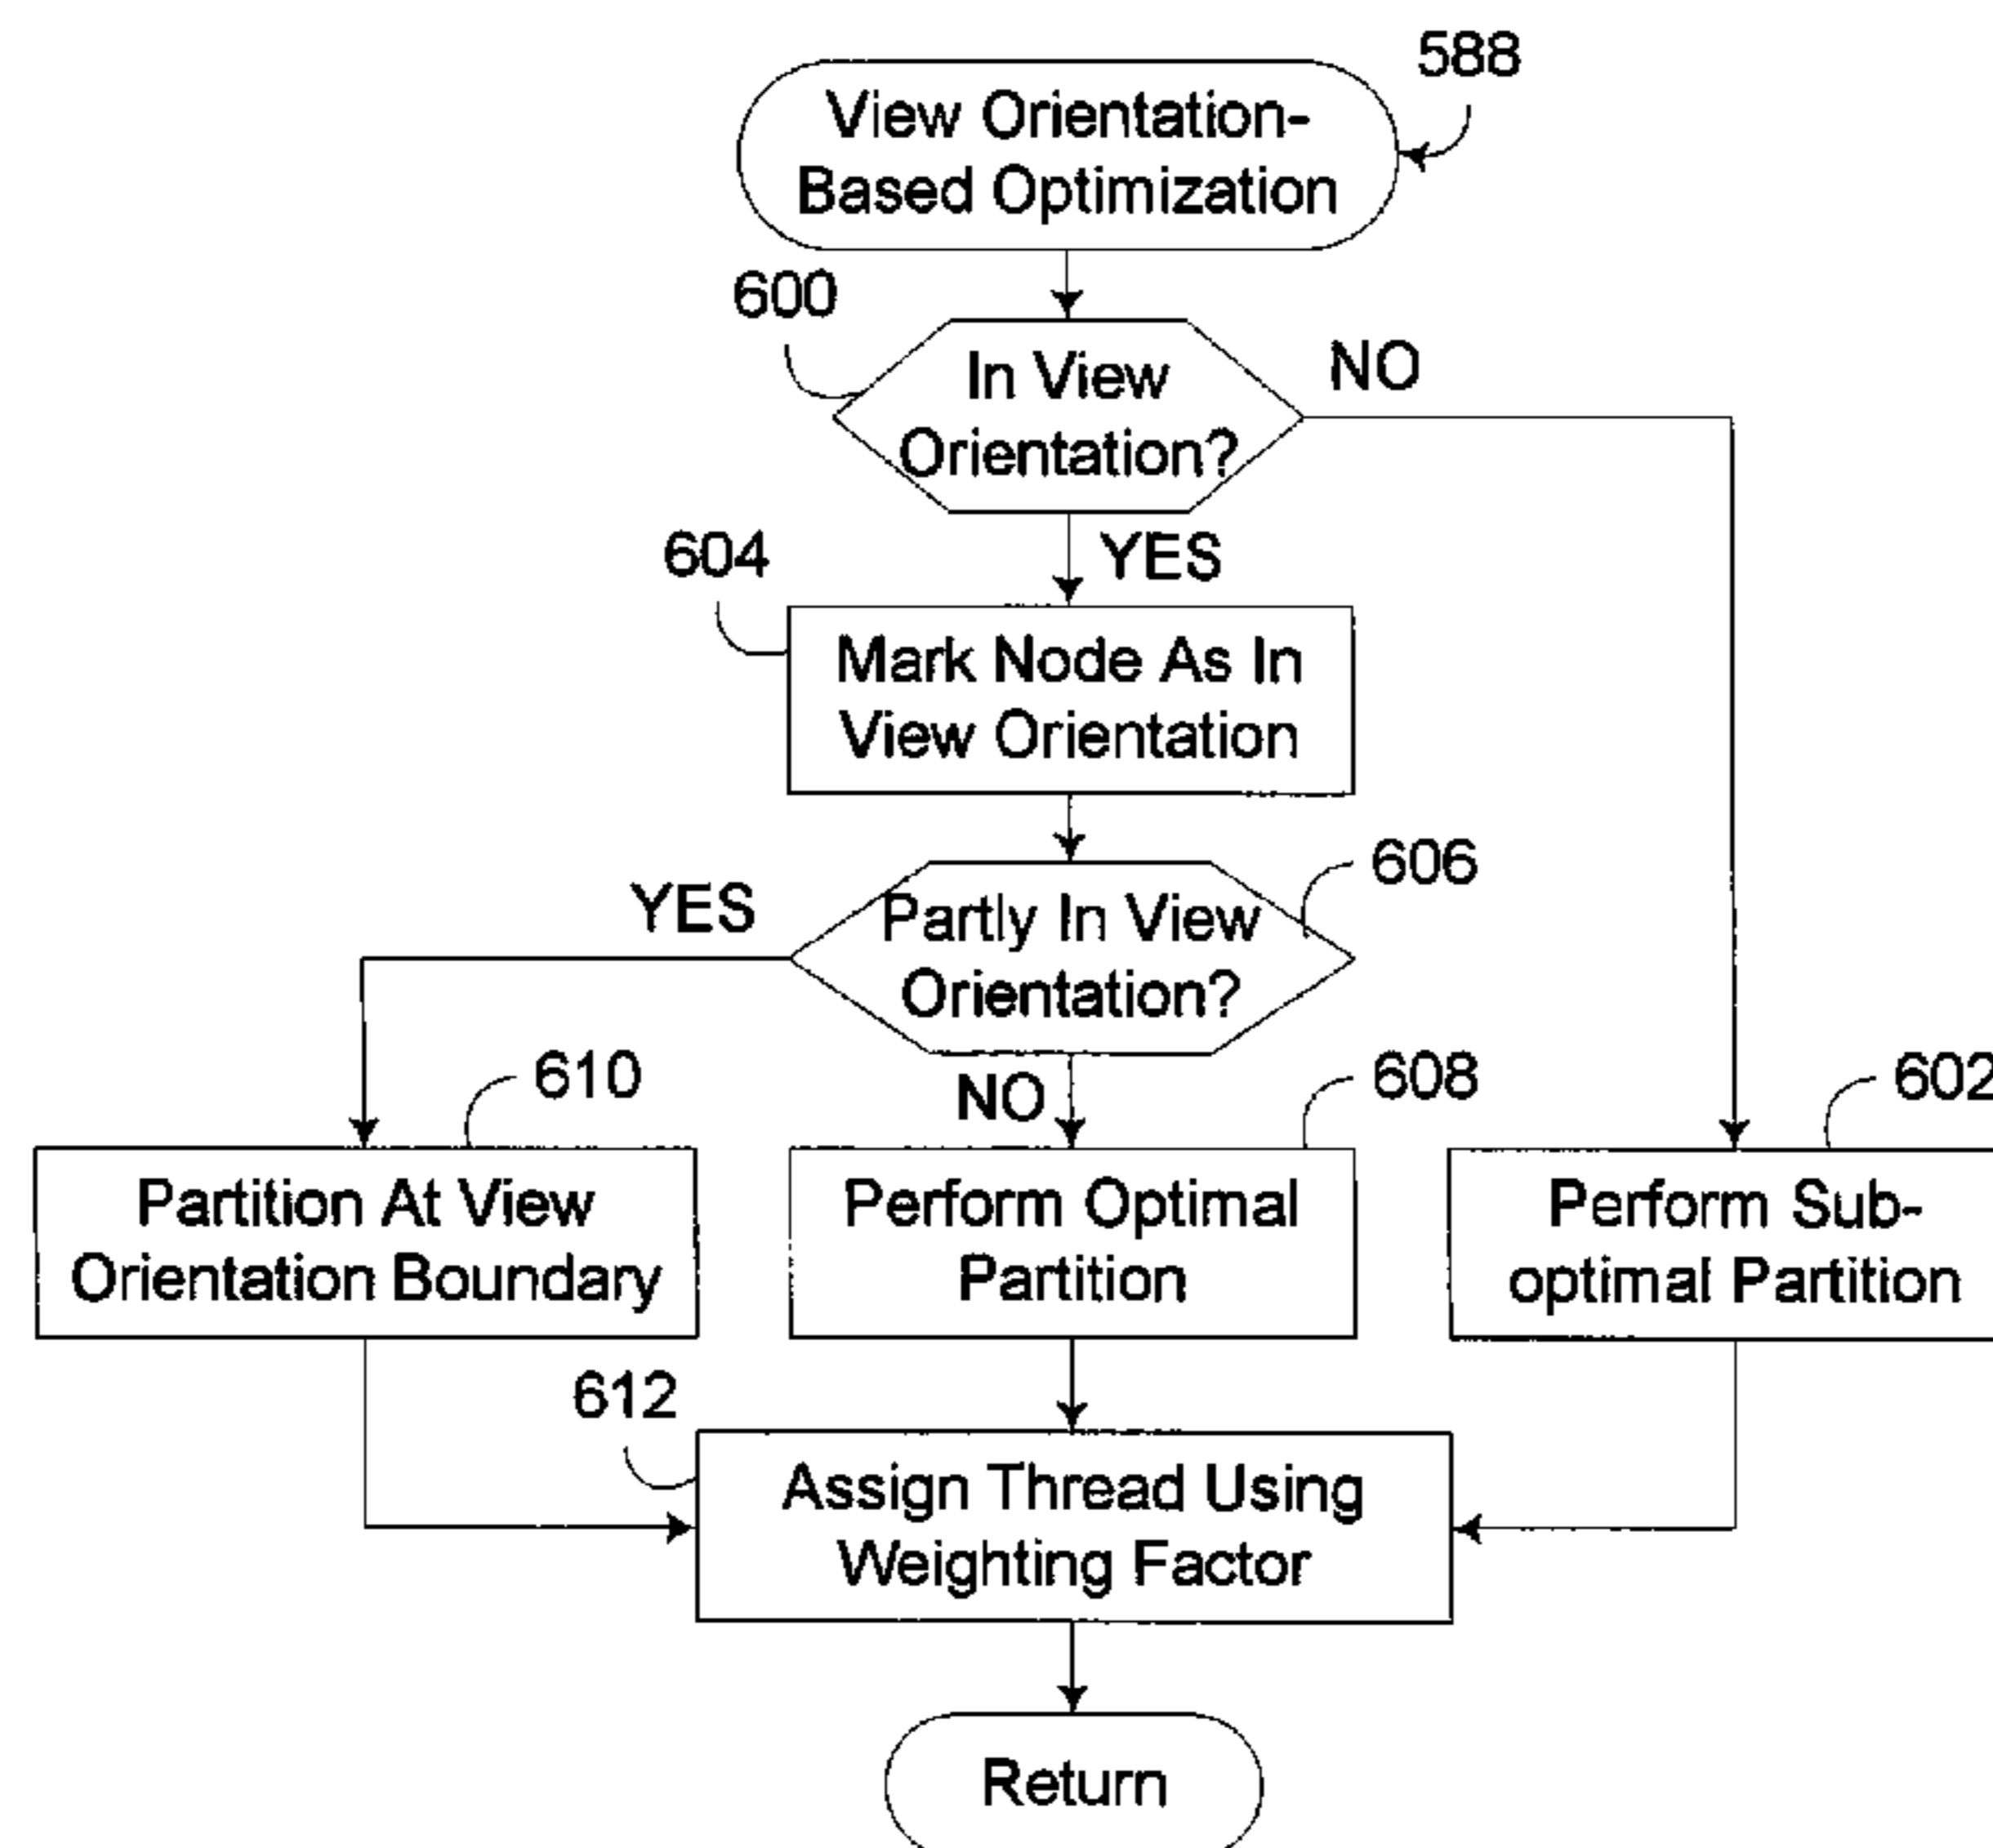 588
View Orientation-
Based Optimization
600
In View
Orientation?
NO
YES
604
Mark Node As In
View Orientation
606
Partly In View
Orientation?
YES
NO
610
608
602
Partition At View
Orientation Boundary
Perform Optimal
Partition
Perform Sub-
optimal Partition
612
Assign Thread Using
Weighting Factor
Return